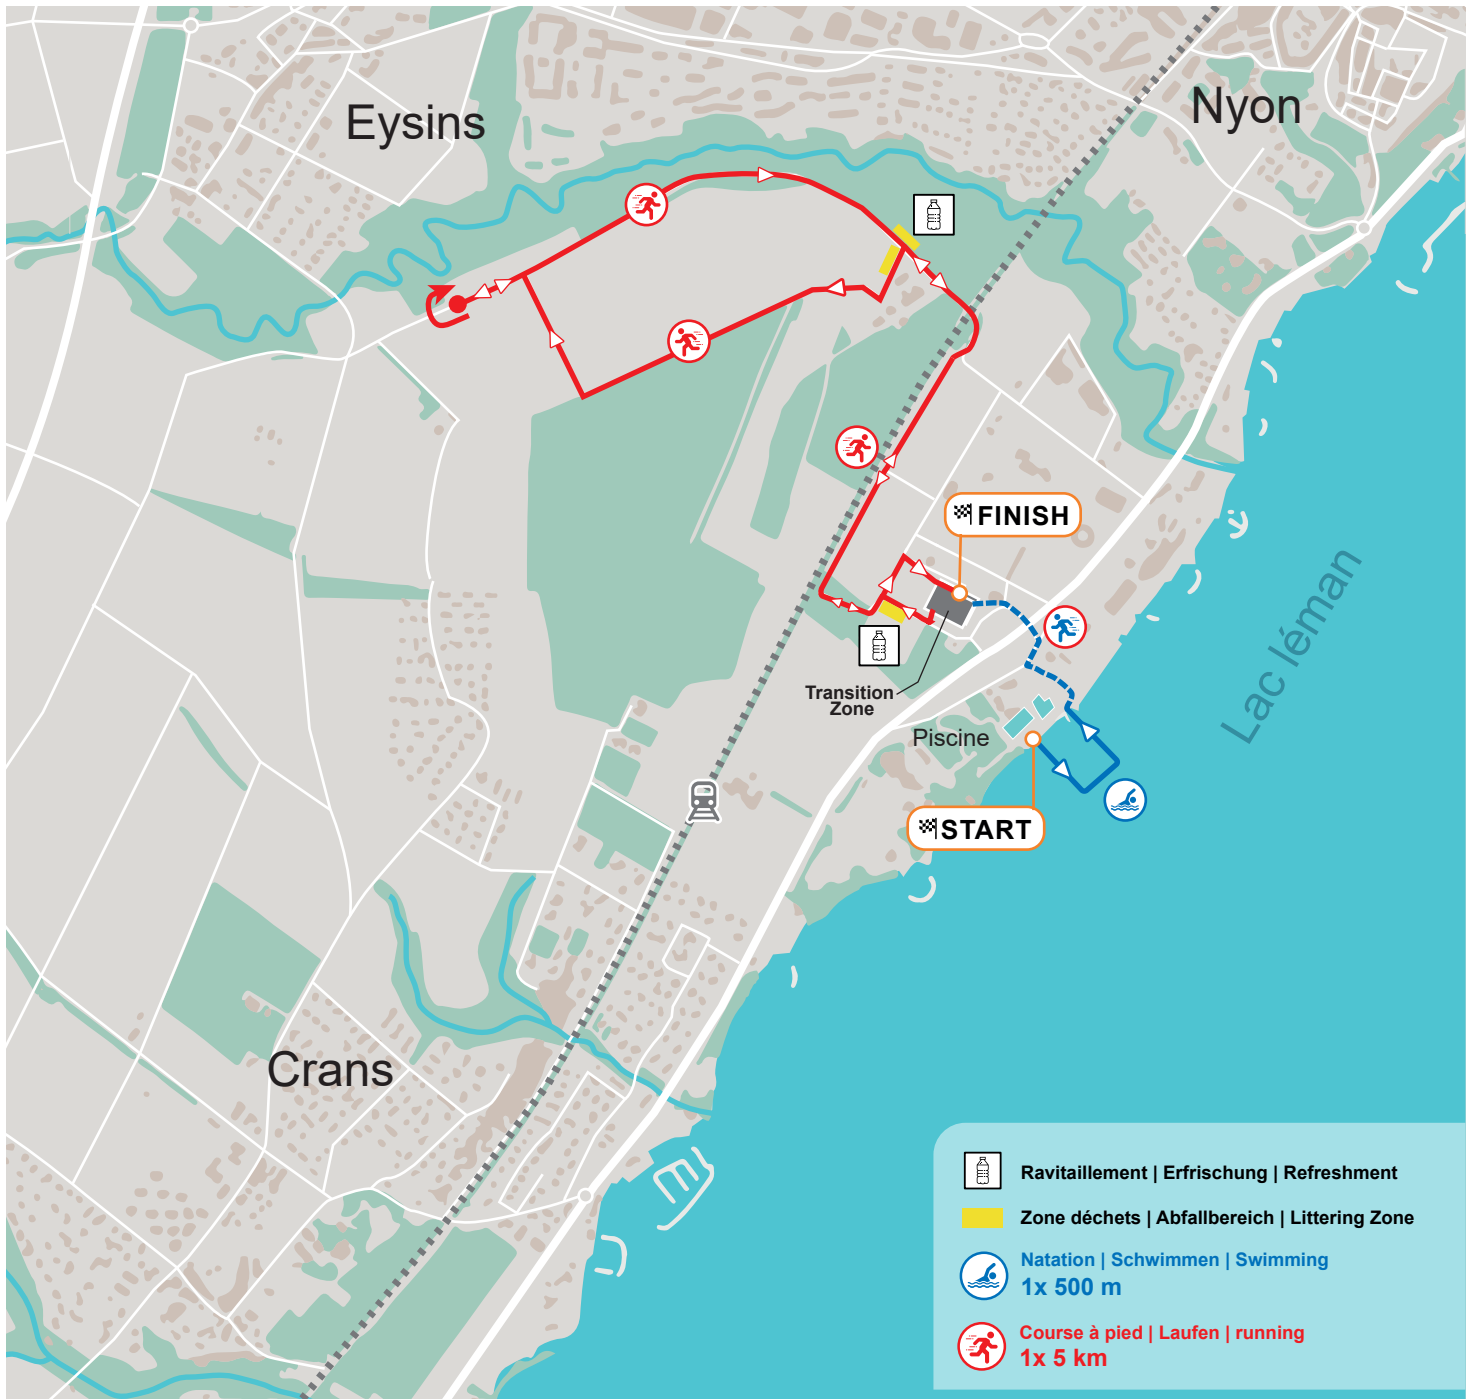 Eysins
Nyon
FINISH
Lac léman
Transition
Zone
Piscine
START
Crans
Ravitaillement | Erfrischung | Refreshment
Zone déchets | Abfallbereich | Littering Zone
Natation | Schwimmen | Swimming
1x 500 m
Course à pied | Laufen | running
1x 5 km